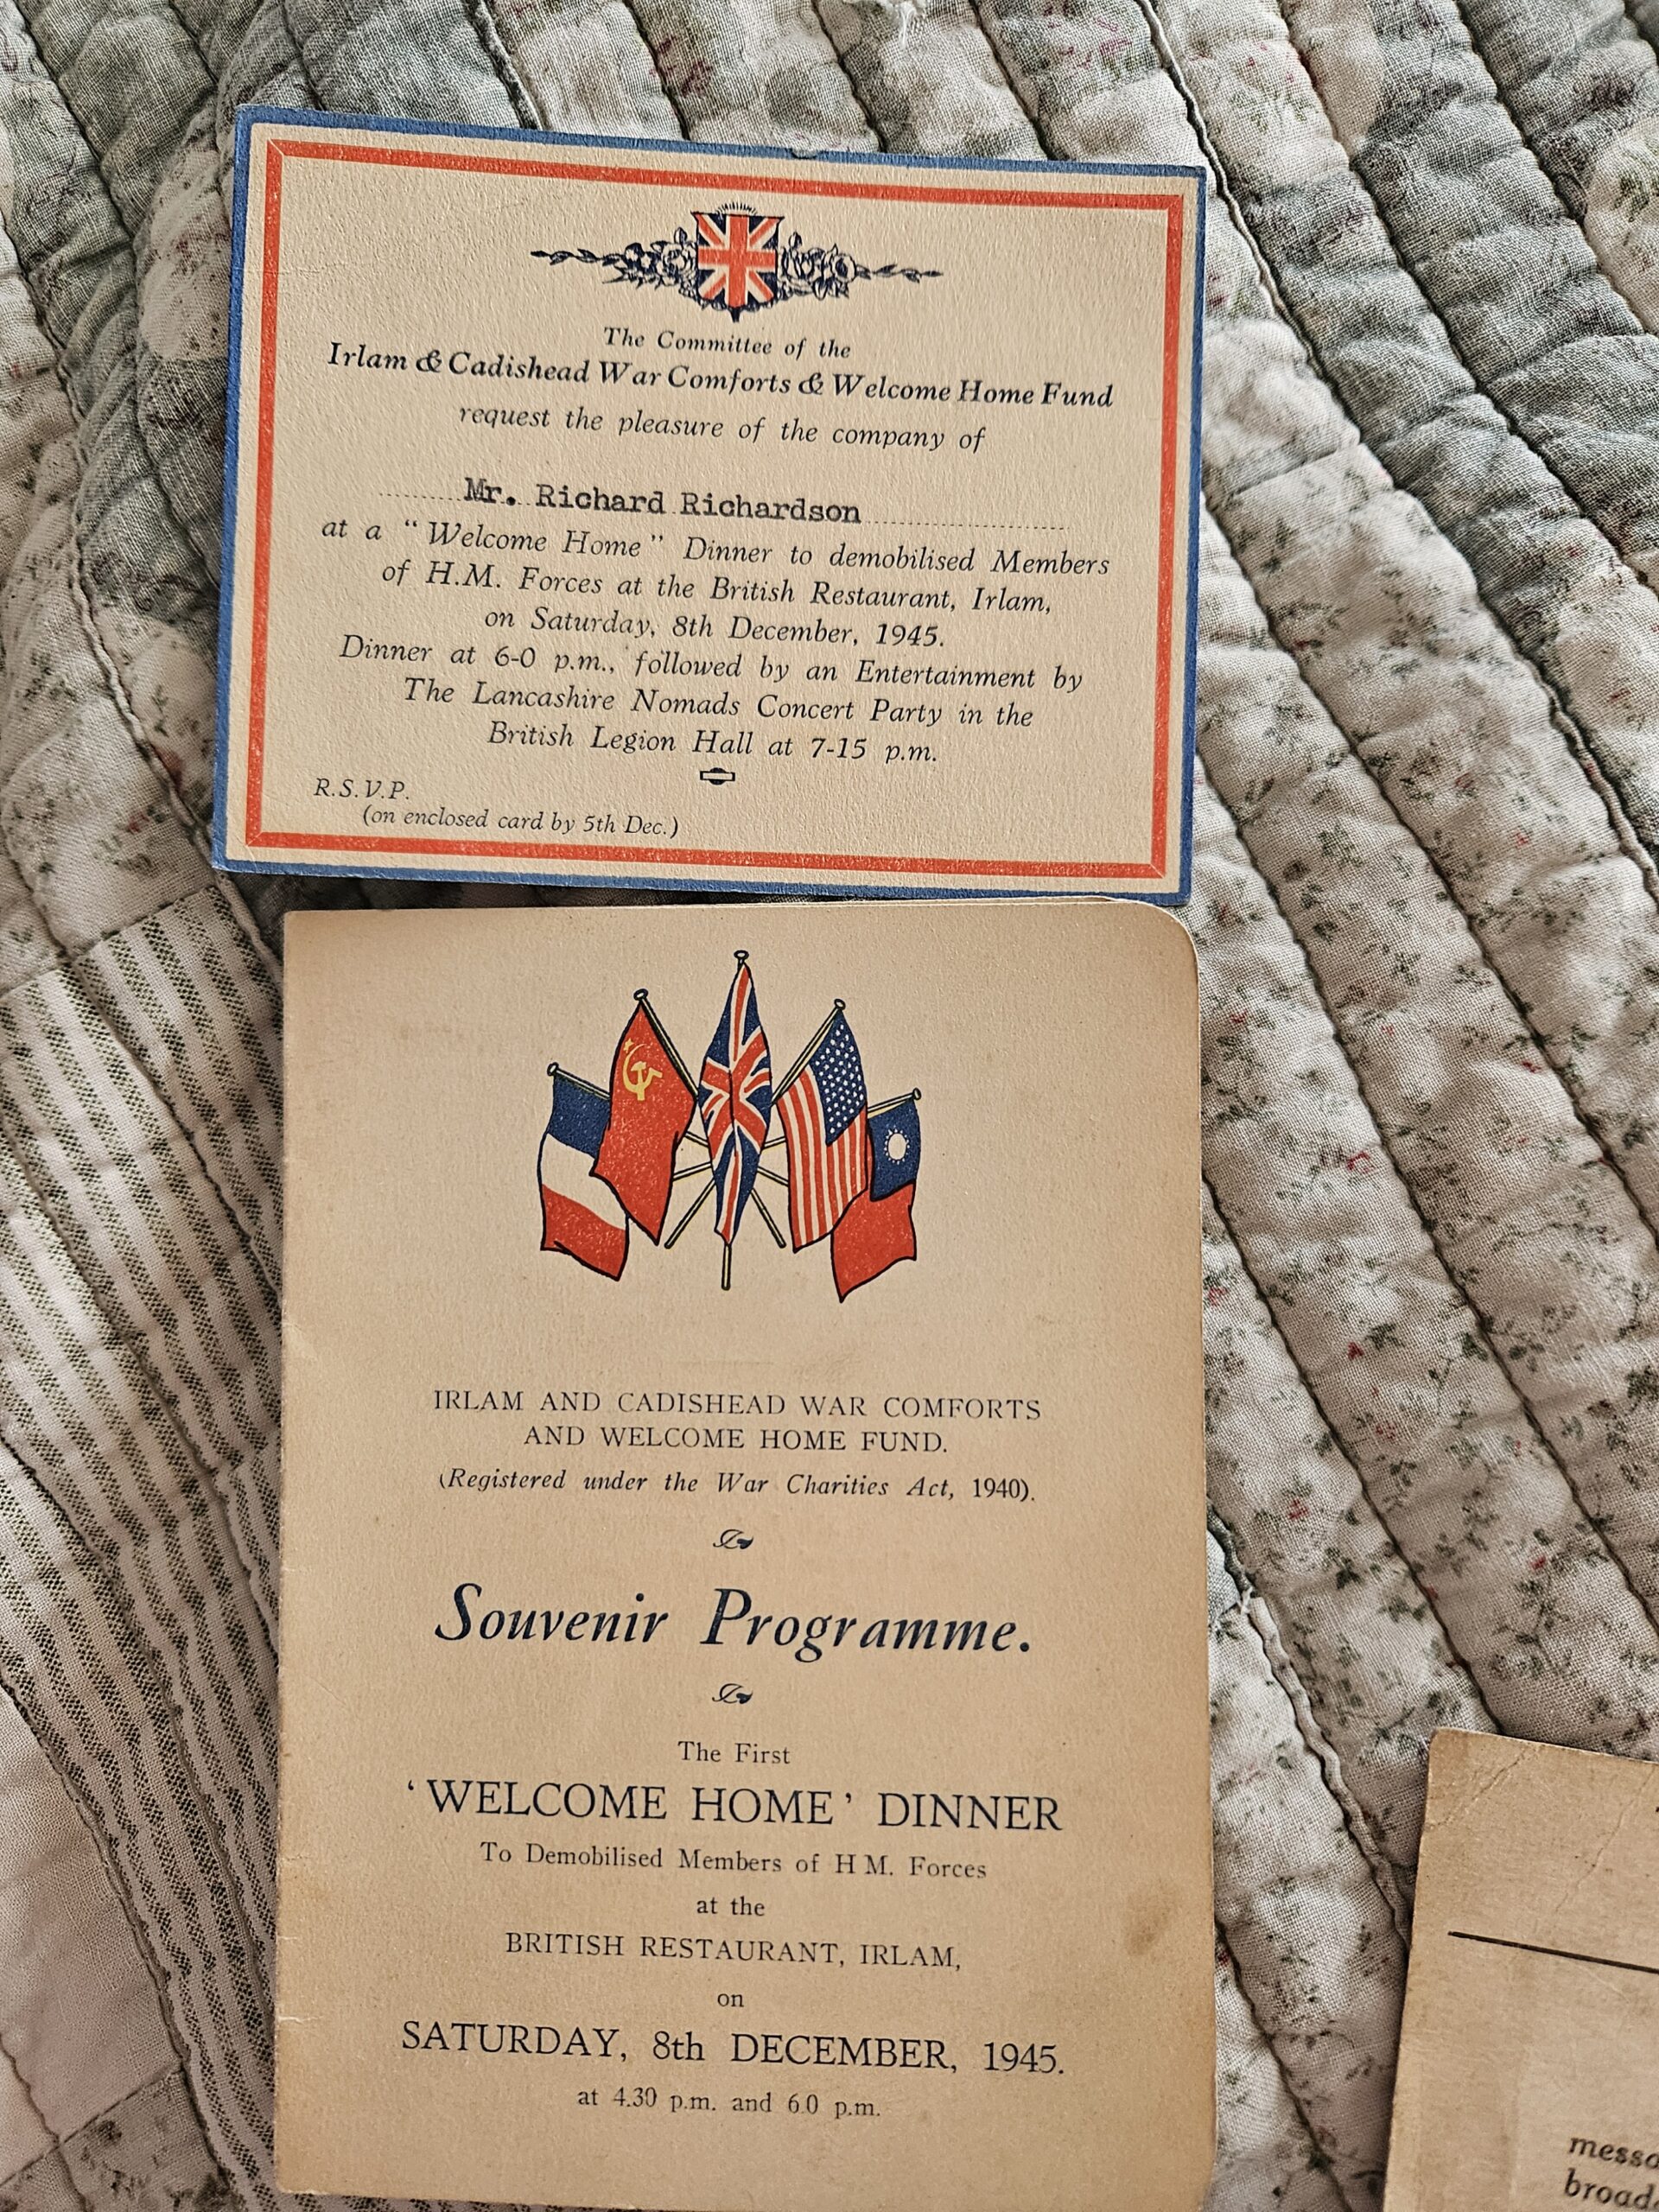 The Committee of the
Irlam & Cadishead War Comforts & Welcome Home Fund
request the pleasure of the company of
Mr. Richard Richardson
at a “Welcome Home” Dinner to demobilised Members
of H.M. Forces at the British Restaurant, Irlam,
on Saturday, 8th December, 1945.
Dinner at 6-0 p.m., followed by an Entertainment by
The Lancashire Nomads Concert Party in the
British Legion Hall at 7-15 p.m.
R.S.V.P.
(on enclosed card by 5th Dec.)
IRLAM AND CADISHEAD WAR COMFORTS
AND WELCOME HOME FUND.
(Registered under the War Charities Act, 1940).
Souvenir Programme.
The First
‘WELCOME HOME’ DINNER
To Demobilised Members of H M. Forces
at the
BRITISH RESTAURANT, IRLAM,
on
SATURDAY, 8th DECEMBER, 1945.
at 4.30 p.m. and 6.0 p.m.